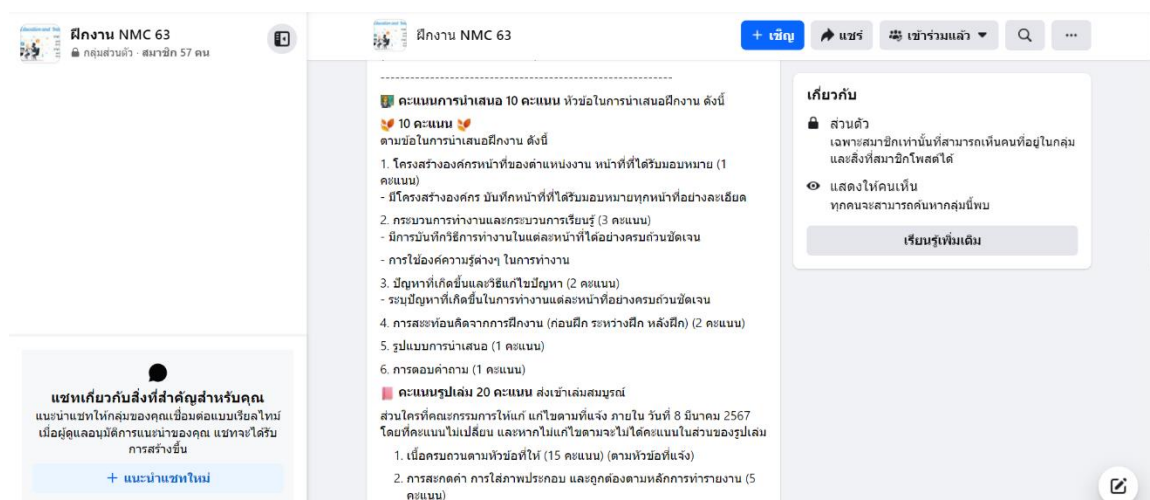 ฝึกงาน NMC 63
กลุ่มส่วนตัว · สมาชิก 57 คน
แชทเกี่ยวกับสิ่งที่สำคัญสำหรับคุณ
แนะนำแชทให้กลุ่มของคุณเชื่อมต่อแบบเรียลไทม์
เมื่อผู้ดูแลอนุมัติการแนะนำของคุณ แชทจะได้รับ
การสร้างขึ้น
+ แนะนำแชทใหม่
ฝึกงาน NMC 63
+ เชิญ
แชร์
เข้าร่วมแล้ว
----------------------------------------------------------
คะแนนการนำเสนอ 10 คะแนน หัวข้อในการนำเสนอฝึกงาน ดังนี้
10 คะแนน
ตามข้อในการนำเสนอฝึกงาน ดังนี้
1. โครงสร้างองค์กรหน้าที่ของตำแหน่งงาน หน้าที่ที่ได้รับมอบหมาย (1
คะแนน)
- มีโครงสร้างองค์กร บันทึกหน้าที่ที่ได้รับมอบหมายทุกหน้าที่อย่างละเอียด
2. กระบวนการทำงานและกระบวนการเรียนรู้ (3 คะแนน)
- มีการบันทึกวิธีการทำงานในแต่ละหน้าที่ได้อย่างครบถ้วนชัดเจน
- การใช้องค์ความรู้ต่างๆ ในการทำงาน
3. ปัญหาที่เกิดขึ้นและวิธีแก้ไขปัญหา (2 คะแนน)
- ระบุปัญหาที่เกิดขึ้นในการทำงานแต่ละหน้าที่อย่างครบถ้วนชัดเจน
4. การสะท้อนคิดจากการฝึกงาน (ก่อนฝึก ระหว่างฝึก หลังฝึก) (2 คะแนน)
5. รูปแบบการนำเสนอ (1 คะแนน)
6. การตอบคำถาม (1 คะแนน)
คะแนนรูปเล่ม 20 คะแนน ส่งเข้าเล่มสมบูรณ์
ส่วนใครที่คณะกรรมการให้แก้ แก้ไขตามที่แจ้ง ภายใน วันที่ 8 มีนาคม 2567
โดยที่คะแนนไม่เปลี่ยน และหากไม่แก้ไขตามจะไม่ได้คะแนนในส่วนของรูปเล่ม
1. เนื้อครบถวนตามหัวข้อที่ให้ (15 คะแนน) (ตามหัวข้อที่แจ้ง)
2. การสะกดคำ การใส่ภาพประกอบ และถูกต้องตามหลักการทำรายงาน (5
คะแนน)
เกี่ยวกับ
ส่วนตัว
เฉพาะสมาชิกเท่านั้นที่สามารถเห็นคนที่อยู่ในกลุ่ม
และสิ่งที่สมาชิกโพสต์ได้
แสดงให้คนเห็น
ทุกคนจะสามารถค้นหากลุ่มนี้พบ
เรียนรู้เพิ่มเติม